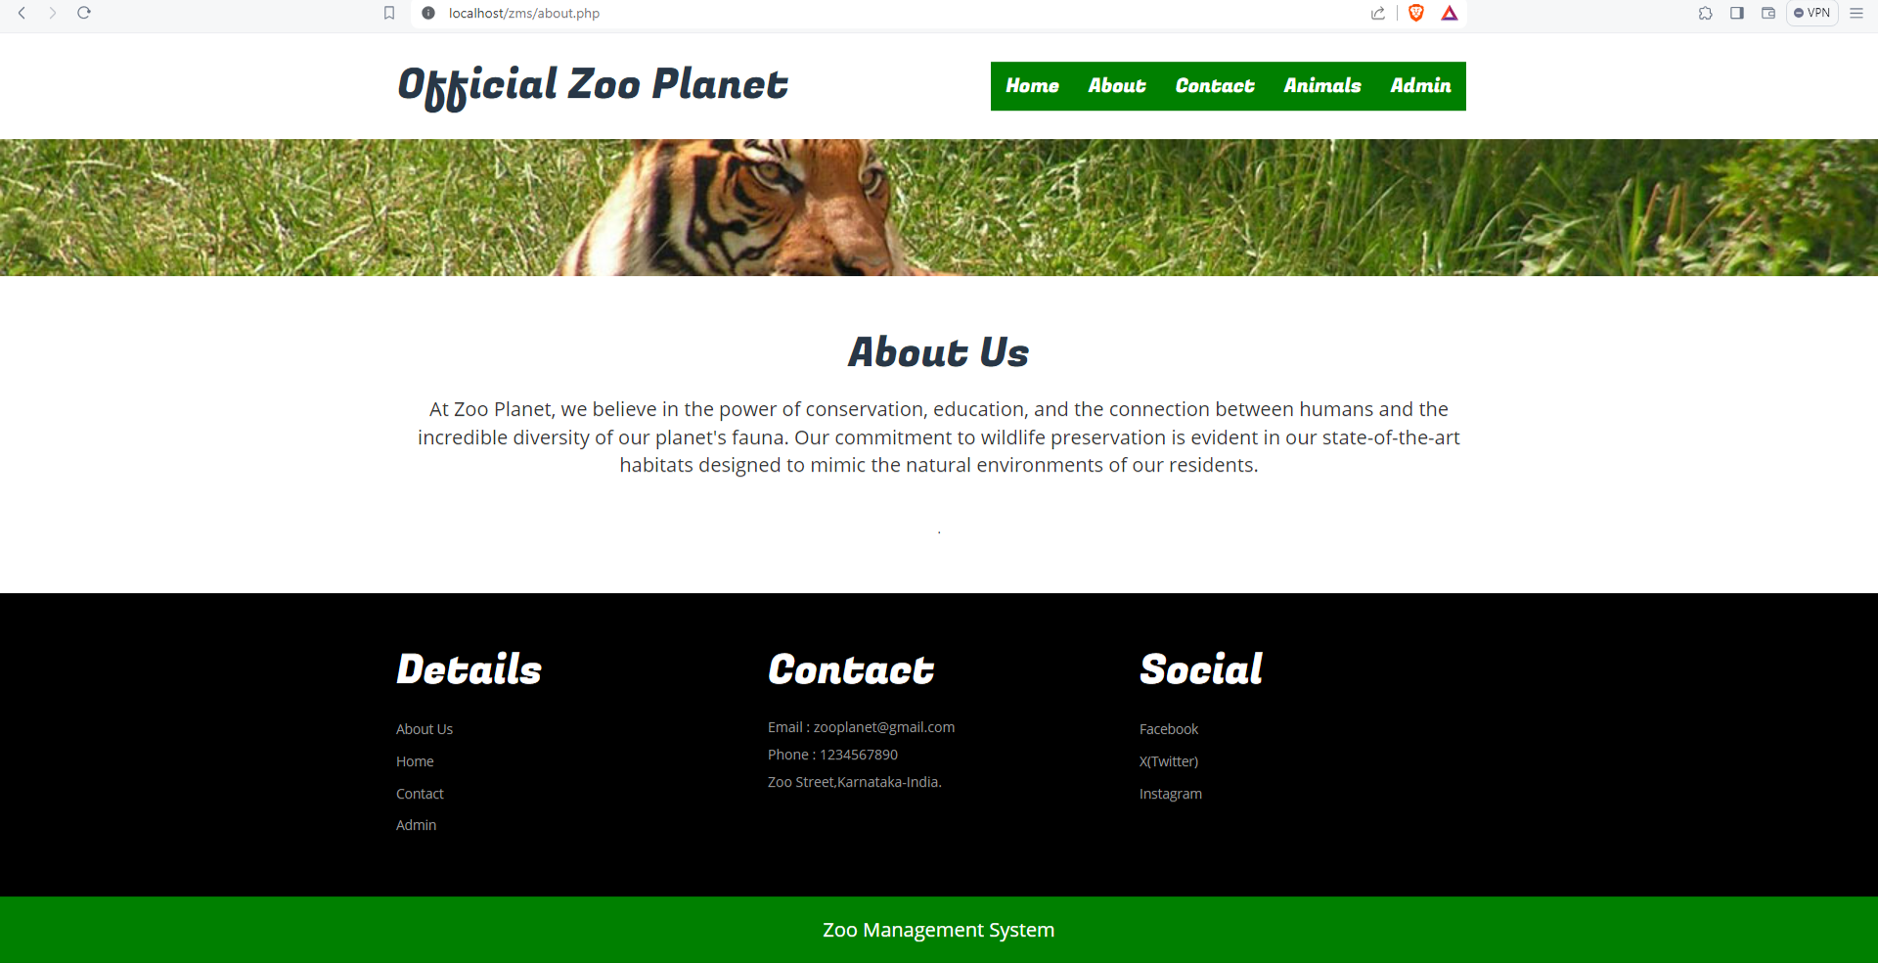 localhost/zms/about.php
VPN
Official Zoo Planet
Home About Contact Animals Admin
About Us
At Zoo Planet, we believe in the power of conservation, education, and the connection between humans and the
incredible diversity of our planet's fauna. Our commitment to wildlife preservation is evident in our state-of-the-art
habitats designed to mimic the natural environments of our residents.
.
Details
About Us
Home
Contact
Admin
Contact
Email : zooplanet@gmail.com
Phone : 1234567890
Zoo Street,Karnataka-India.
Social
Facebook
X(Twitter)
Instagram
Zoo Management System